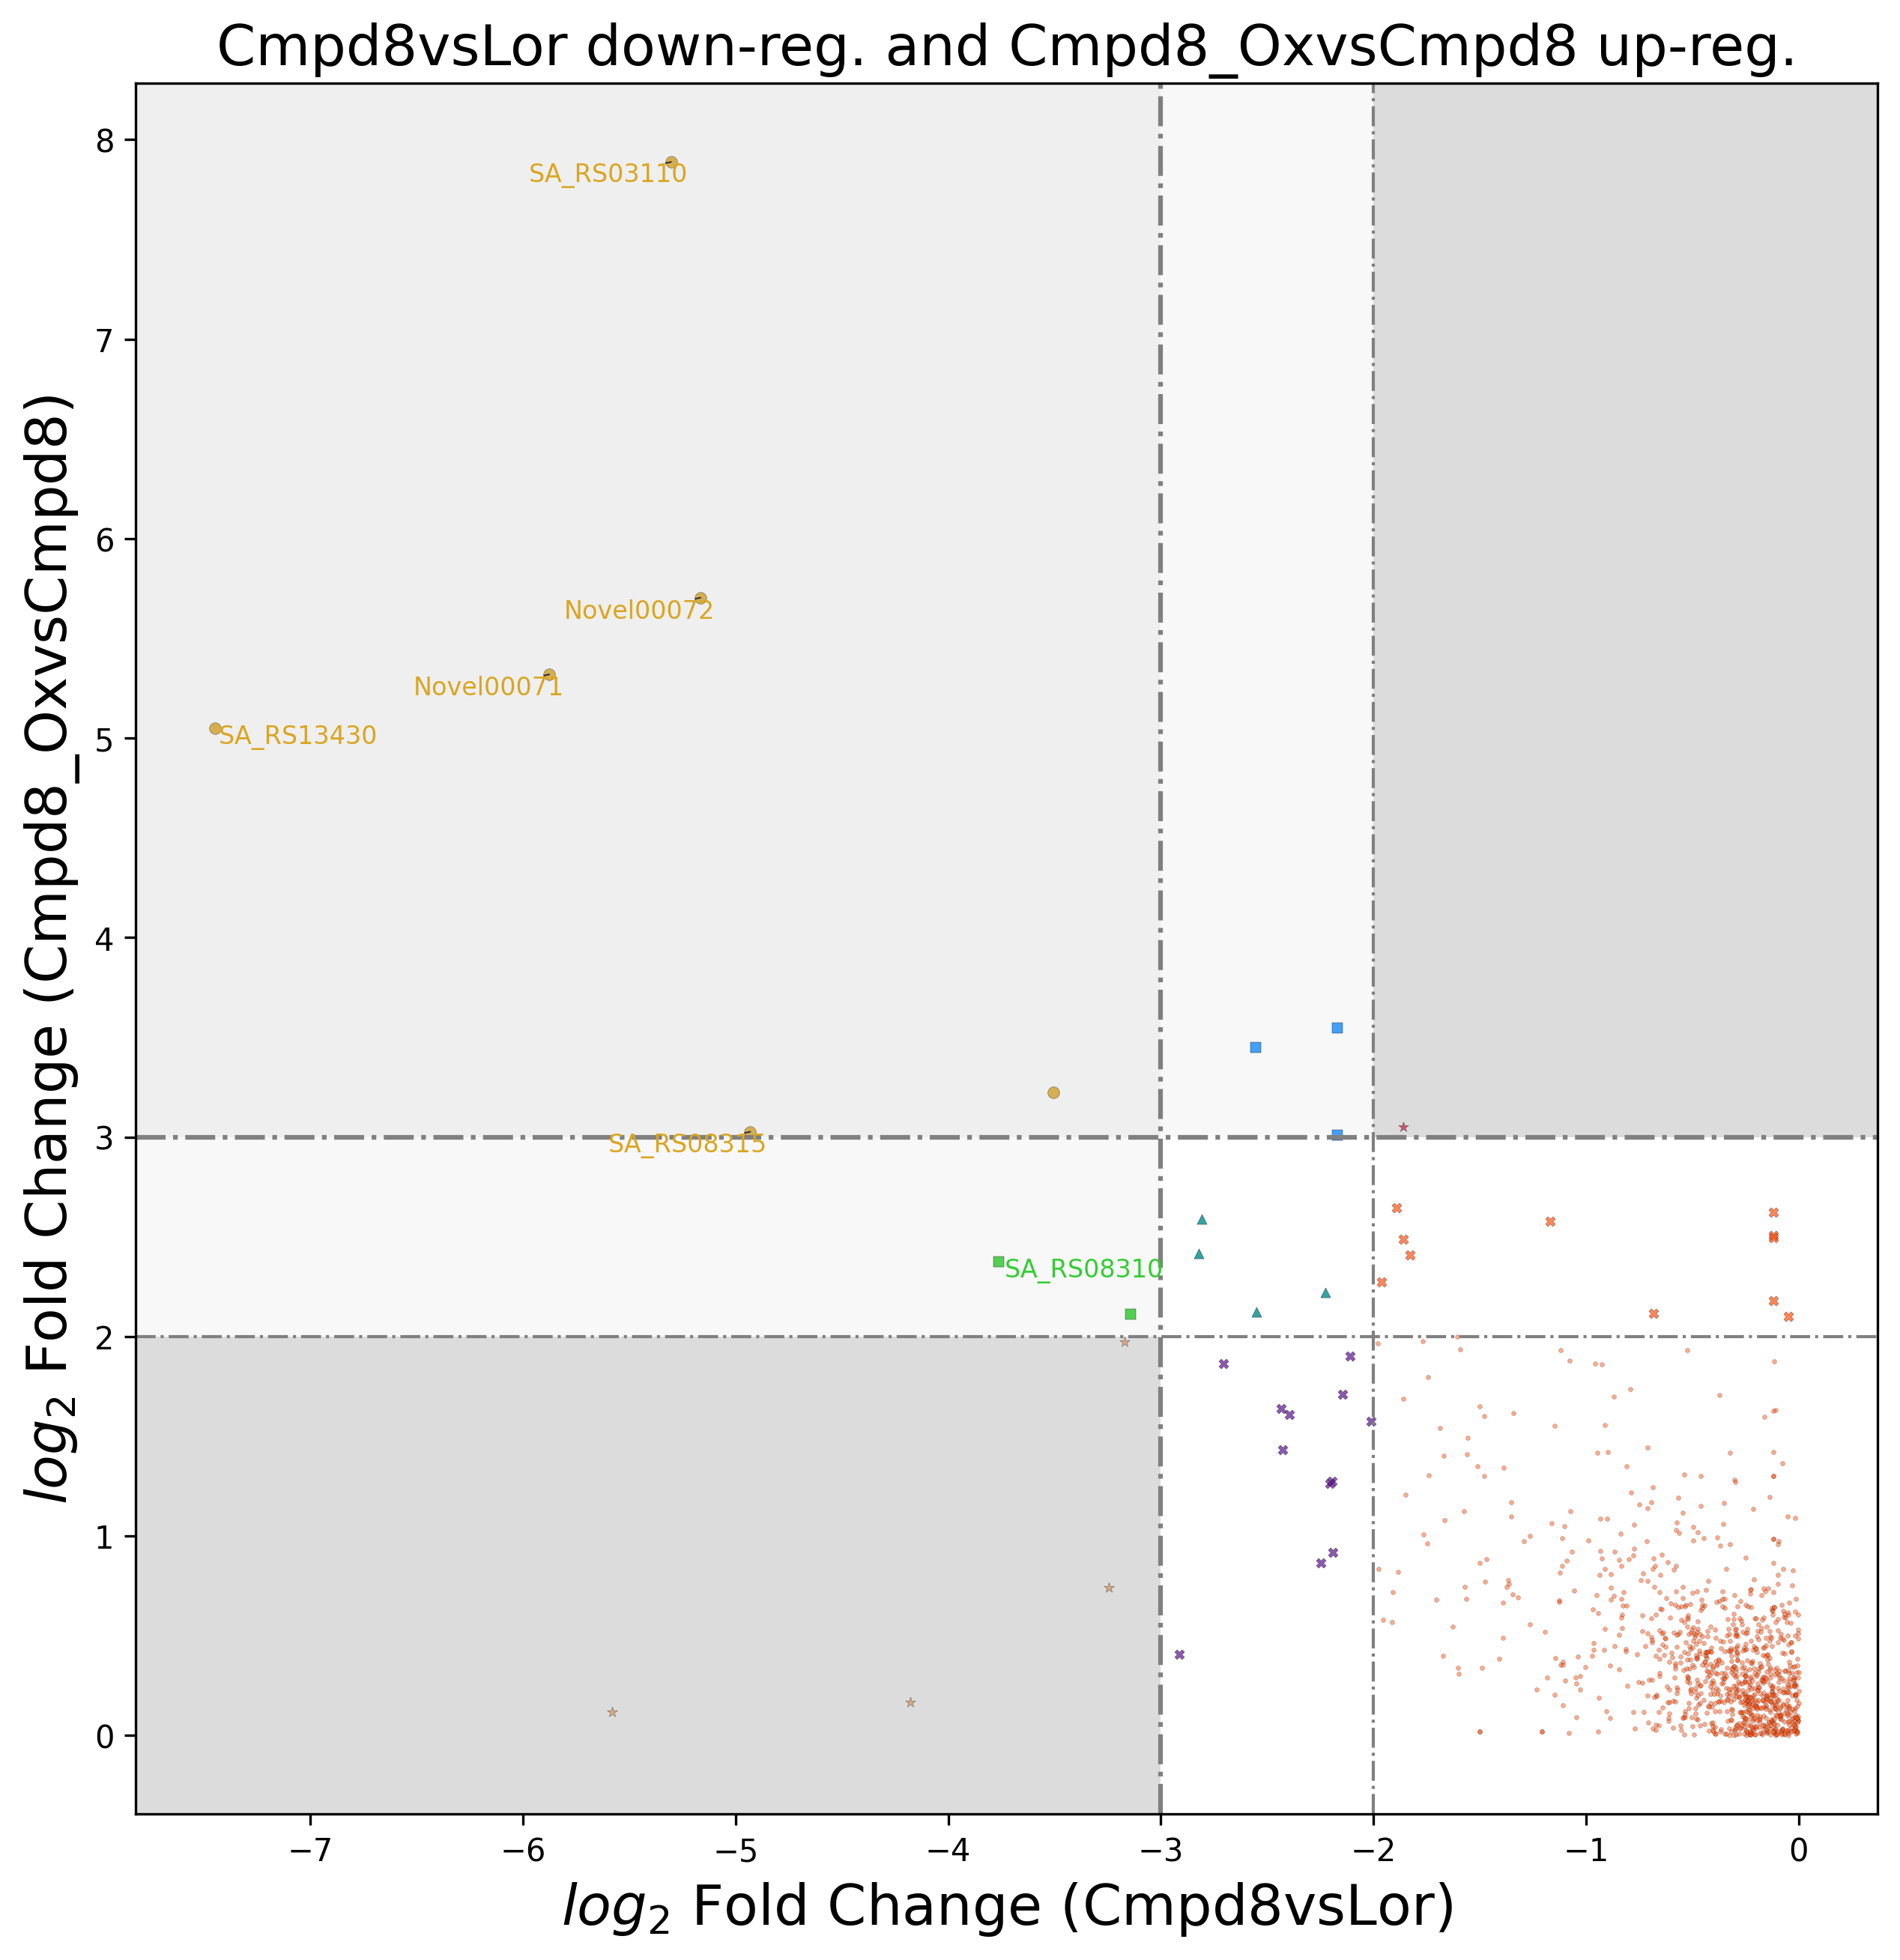 Cmpd8vsLor down-reg. and Cmpd8_OxvsCmpd8 up-reg.
log2 Fold Change (Cmpd8_OxvsCmpd8)
8
7
6
5
4
3
2
1
0
SA_RS03110
Novel00072
Novel00071
SA_RS13430
SA_RS08315
SA_RS08310
−7
−6
−5
−4
−3
−2
−1
0
log2 Fold Change (Cmpd8vsLor)